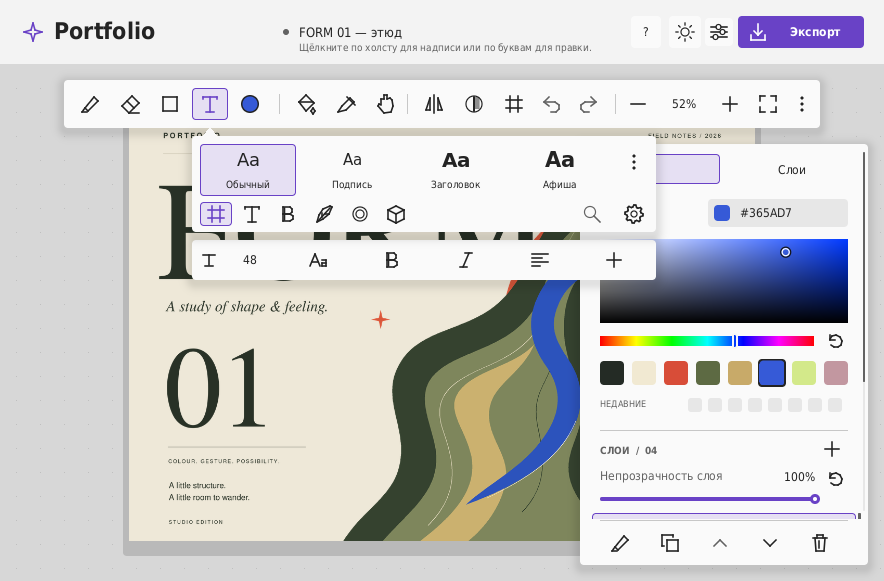 Portfolio
FORM 01 — этюд
Щёлкните по холсту для надписи или по буквам для правки.
?
Экспорт
52%
FIELD NOTES / 2026
Aa
Обычный
Aa
Подпись
Aa
Заголовок
Aa
Афиша
Слои
#365AD7
48
A study of shape & feeling.
01
COLOUR. GESTURE. POSSIBILITY.
A little structure.
A little room to wander.
STUDIO EDITION
НЕДАВНИЕ
СЛОИ / 04
Непрозрачность слоя
100%